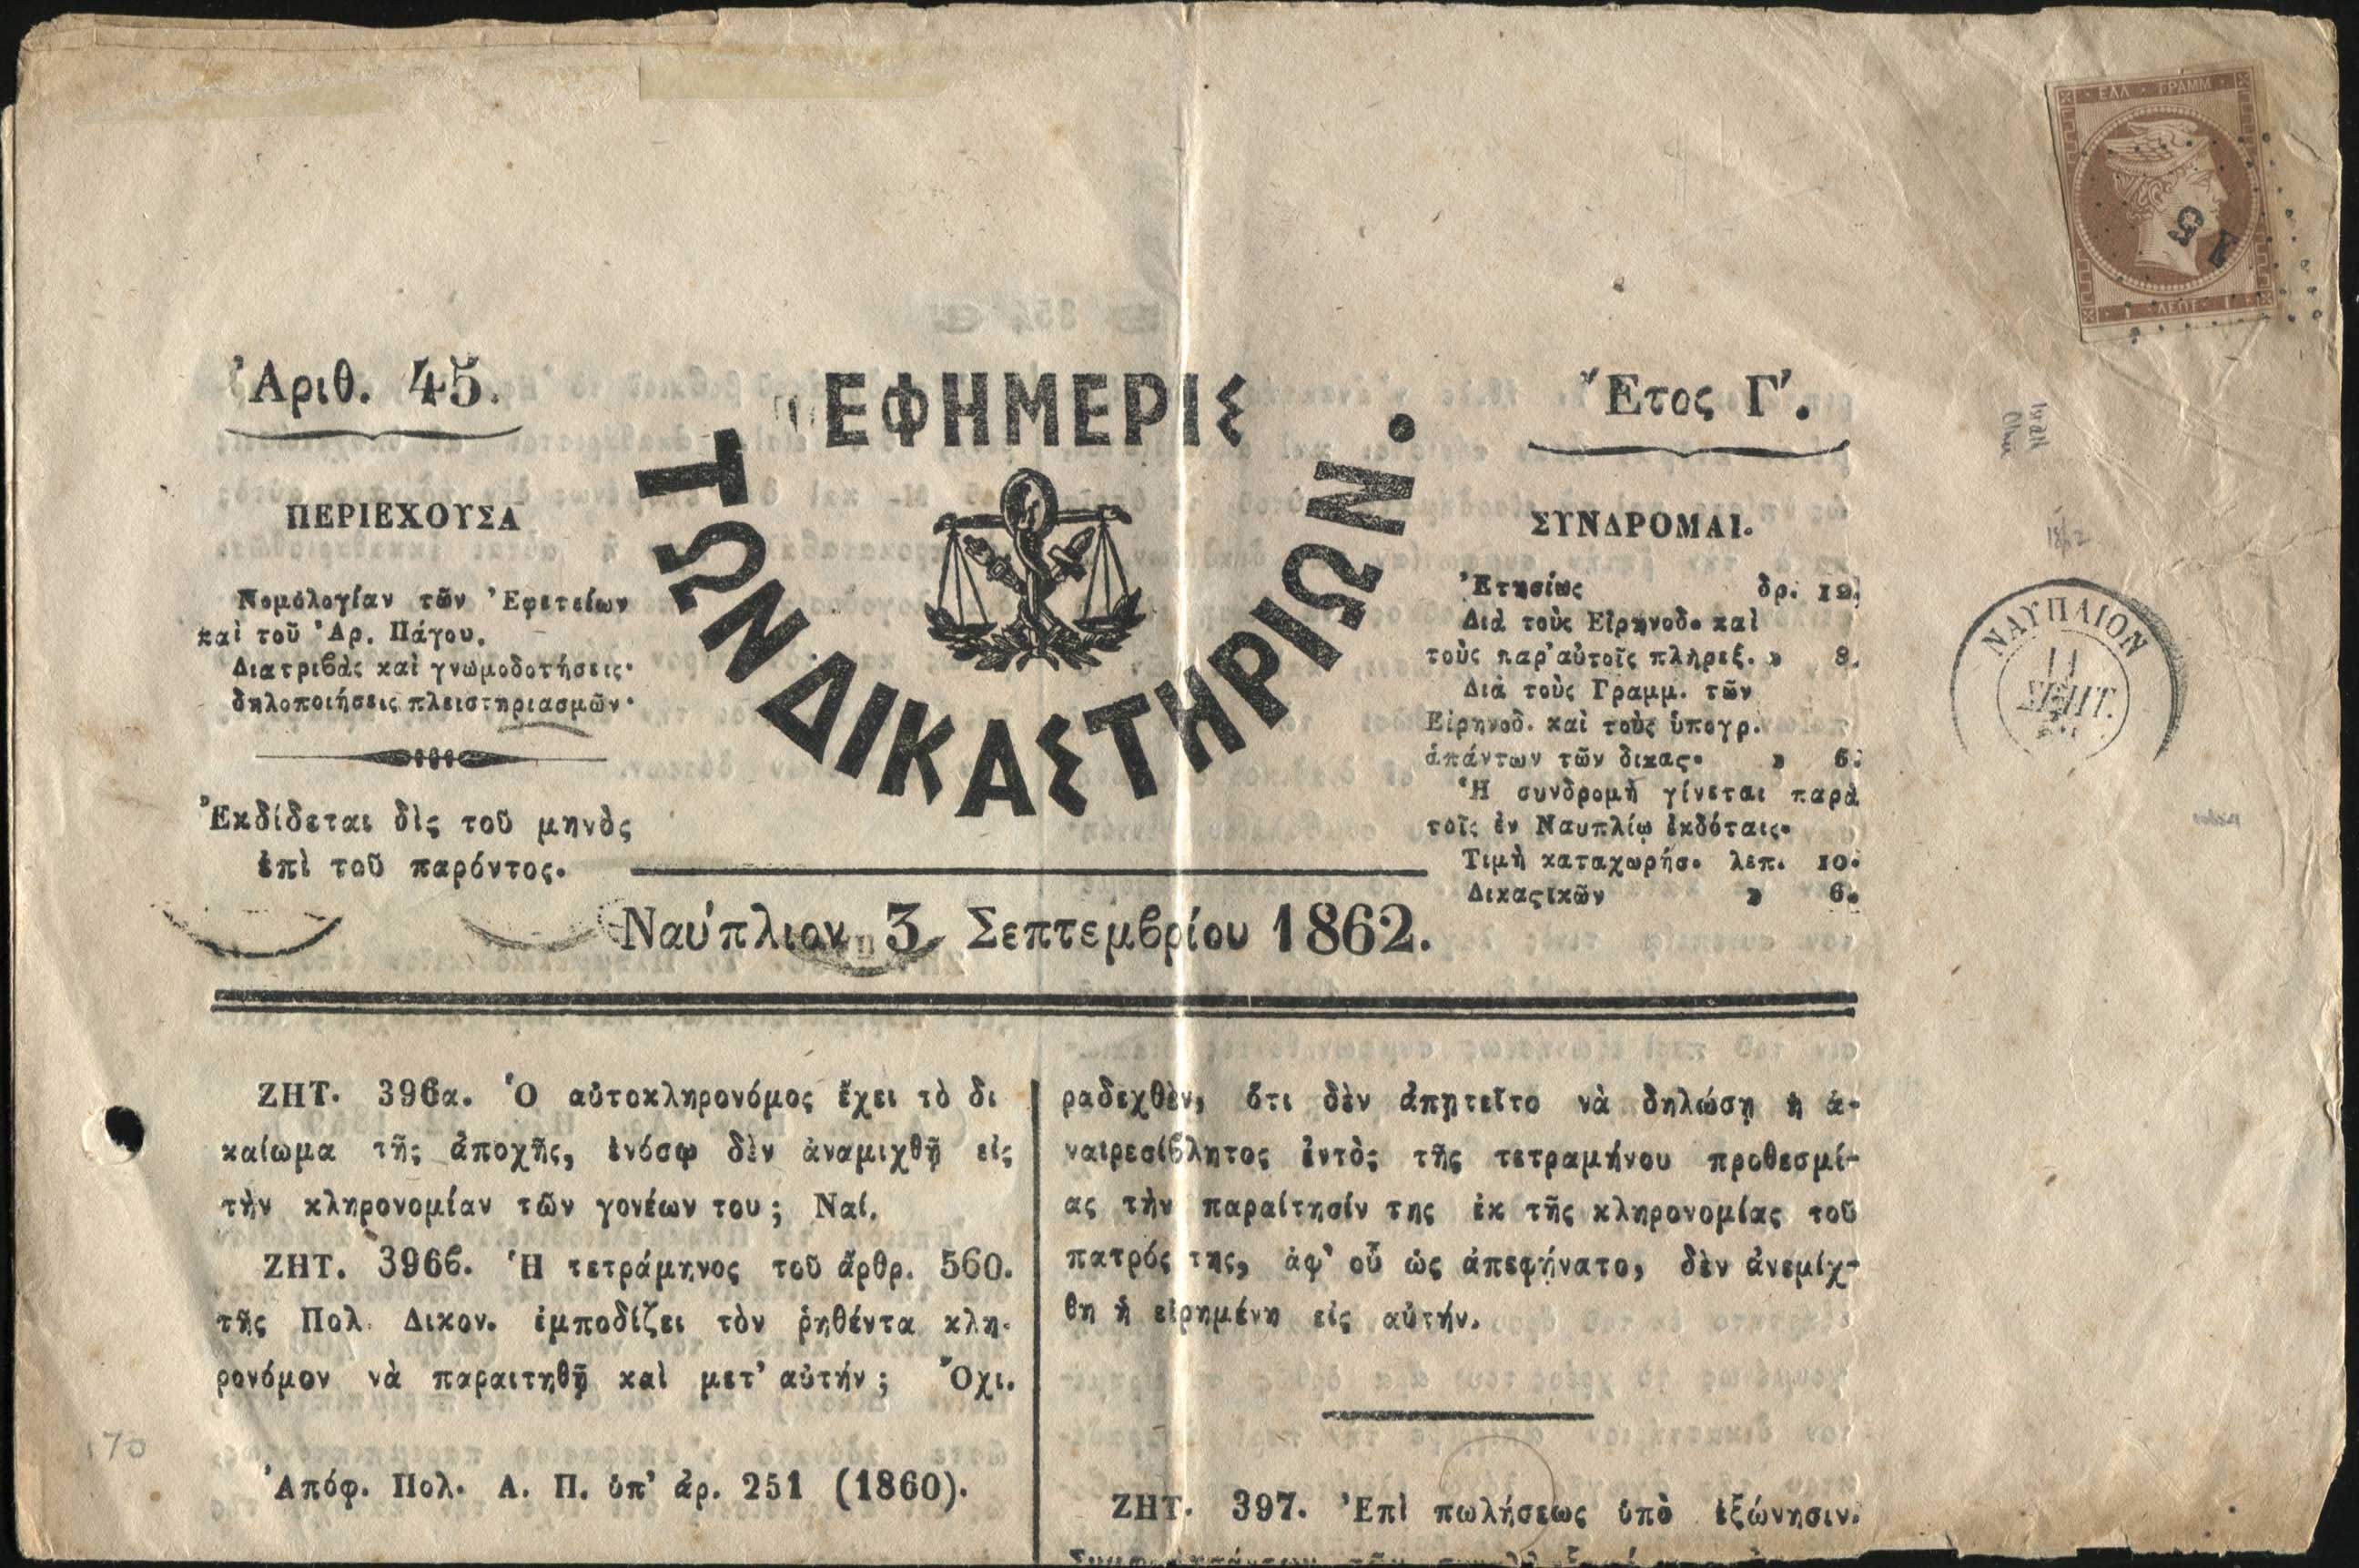 ΕΛΛ · ΓΡΑΜΜ
1 ΛΕΠΤ 1
Ἀριθ. 45.
ἘΦΗΜΕΡΙΣ
ΤΩΝ ΔΙΚΑΣΤΗΡΙΩΝ.
Ἔτος Γ'.
ΠΕΡΙΕΧΟΥΣΑ
Νομολογίαν τῶν Ἐφετείων
καὶ τοῦ Ἀρ. Πάγου.
Διατριβὰς καὶ γνωμοδοτήσεις·
δηλοποιήσεις πλειστηριασμῶν·
Ἐκδίδεται δὶς τοῦ μηνὸς
ἐπὶ τοῦ παρόντος.
ΣΥΝΔΡΟΜΑΙ.
Ἐτησίως δρ. 12.
Διὰ τοὺς Εἰρηνοδ. καὶ
τοὺς παρ' αὐτοῖς πληρεξ. » 8.
Διὰ τοὺς Γραμμ. τῶν
Εἰρηνοδ. καὶ τοὺς ὑπογρ.
ἁπάντων τῶν δικας. » 6.
Ἡ συνδρομὴ γίνεται παρὰ
τοῖς ἐν Ναυπλίῳ ἐκδόταις.
Τιμὴ καταχωρήσ. λεπ. 10.
Δικαςικῶν » 6.
ΝΑΥΠΛΙΟΝ
11
ΣΕΠΤ.
1862
Ναύπλιον 3 Σεπτεμβρίου 1862.
ΖΗΤ. 396α. Ὁ αὐτοκληρονόμος ἔχει τὸ δι
καίωμα τῆς ἀποχῆς, ἐνόσῳ δὲν ἀναμιχθῇ εἰς
τὴν κληρονομίαν τῶν γονέων του; Ναί.
ΖΗΤ. 396β. Ἡ τετράμηνος τοῦ ἄρθρ. 560.
τῆς Πολ. Δικον. ἐμποδίζει τὸν ῥηθέντα κλη-
ρονόμον νὰ παραιτηθῇ καὶ μετ' αὐτήν; Ὄχι.
Ἀπόφ. Πολ. Α. Π. ὑπ' ἀρ. 251 (1860).
ραδεχθὲν, ὅτι δὲν ἀπῃτεῖτο νὰ δηλώσῃ ἡ ἀ-
ναιρεσίβλητος ἐντὸς τῆς τετραμήνου προθεσμί-
ας τὴν παραίτησίν της ἐκ τῆς κληρονομίας τοῦ
πατρός της, ἀφ' οὗ ὡς ἀπεφήνατο, δὲν ἀνεμίχ-
θη ἡ εἰρημένη εἰς αὐτήν.
ΖΗΤ. 397. Ἐπὶ πωλήσεως ὑπὸ ἐξώνησιν.
170